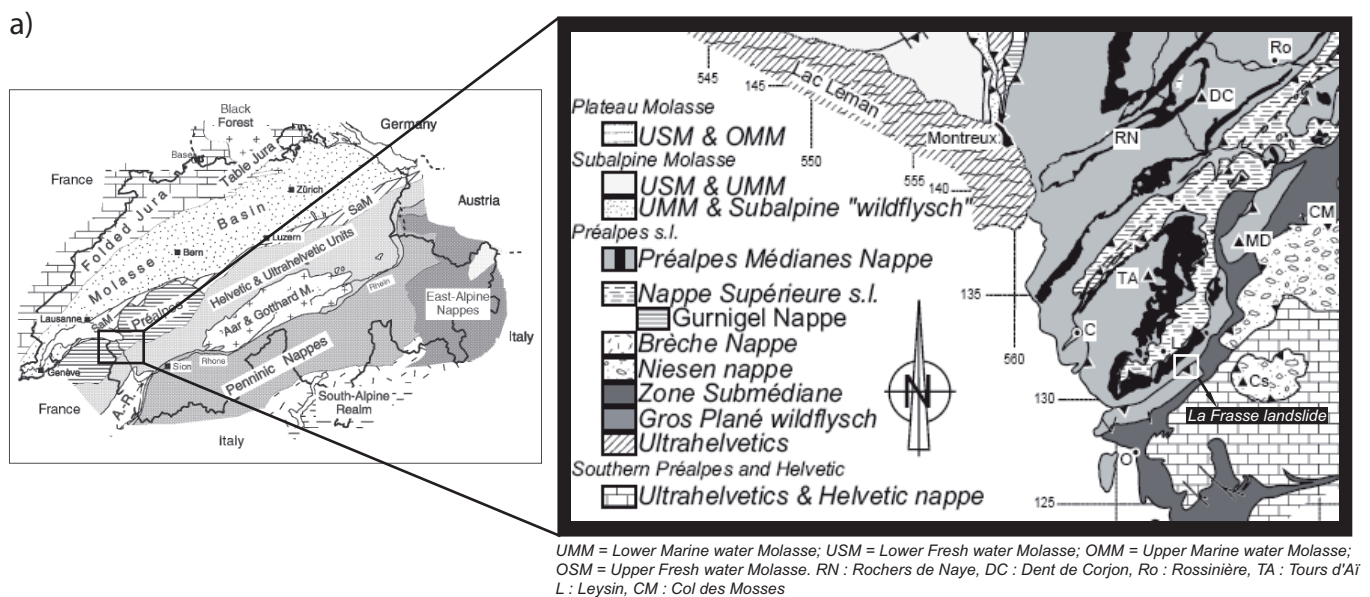 a)
Black
Forest
Germany
Basel
Table Jura
France
Zürich
Folded Jura
Austria
SaM
Basin
Luzern
Bern
Molasse
Helvetic & Ultrahelvetic Units
Rhein
East-Alpine
Nappes
Préalpes
Aar & Gotthard M.
Lausanne
SaM
Italy
Rhone
Sion
Penninic Nappes
Genève
South-Alpine
Realm
France
A.-R.
Italy
545
145
Lac Léman
Ro
DC
Plateau Molasse
USM & OMM
Montreux
RN
Subalpine Molasse
550
555
140
USM & UMM
UMM & Subalpine "wildflysch"
CM
Préalpes s.l.
MD
Préalpes Médianes Nappe
TA
Nappe Supérieure s.l.
135
Gurnigel Nappe
C
Brèche Nappe
L
560
Niesen nappe
N
Cs
Zone Submédiane
130
La Frasse landslide
Gros Plané wildflysch
Ultrahelvetics
O
Southern Préalpes and Helvetic
Ultrahelvetics & Helvetic nappe
125
UMM = Lower Marine water Molasse; USM = Lower Fresh water Molasse; OMM = Upper Marine water Molasse;
OSM = Upper Fresh water Molasse. RN : Rochers de Naye, DC : Dent de Corjon, Ro : Rossinière, TA : Tours d'Aï
L : Leysin, CM : Col des Mosses